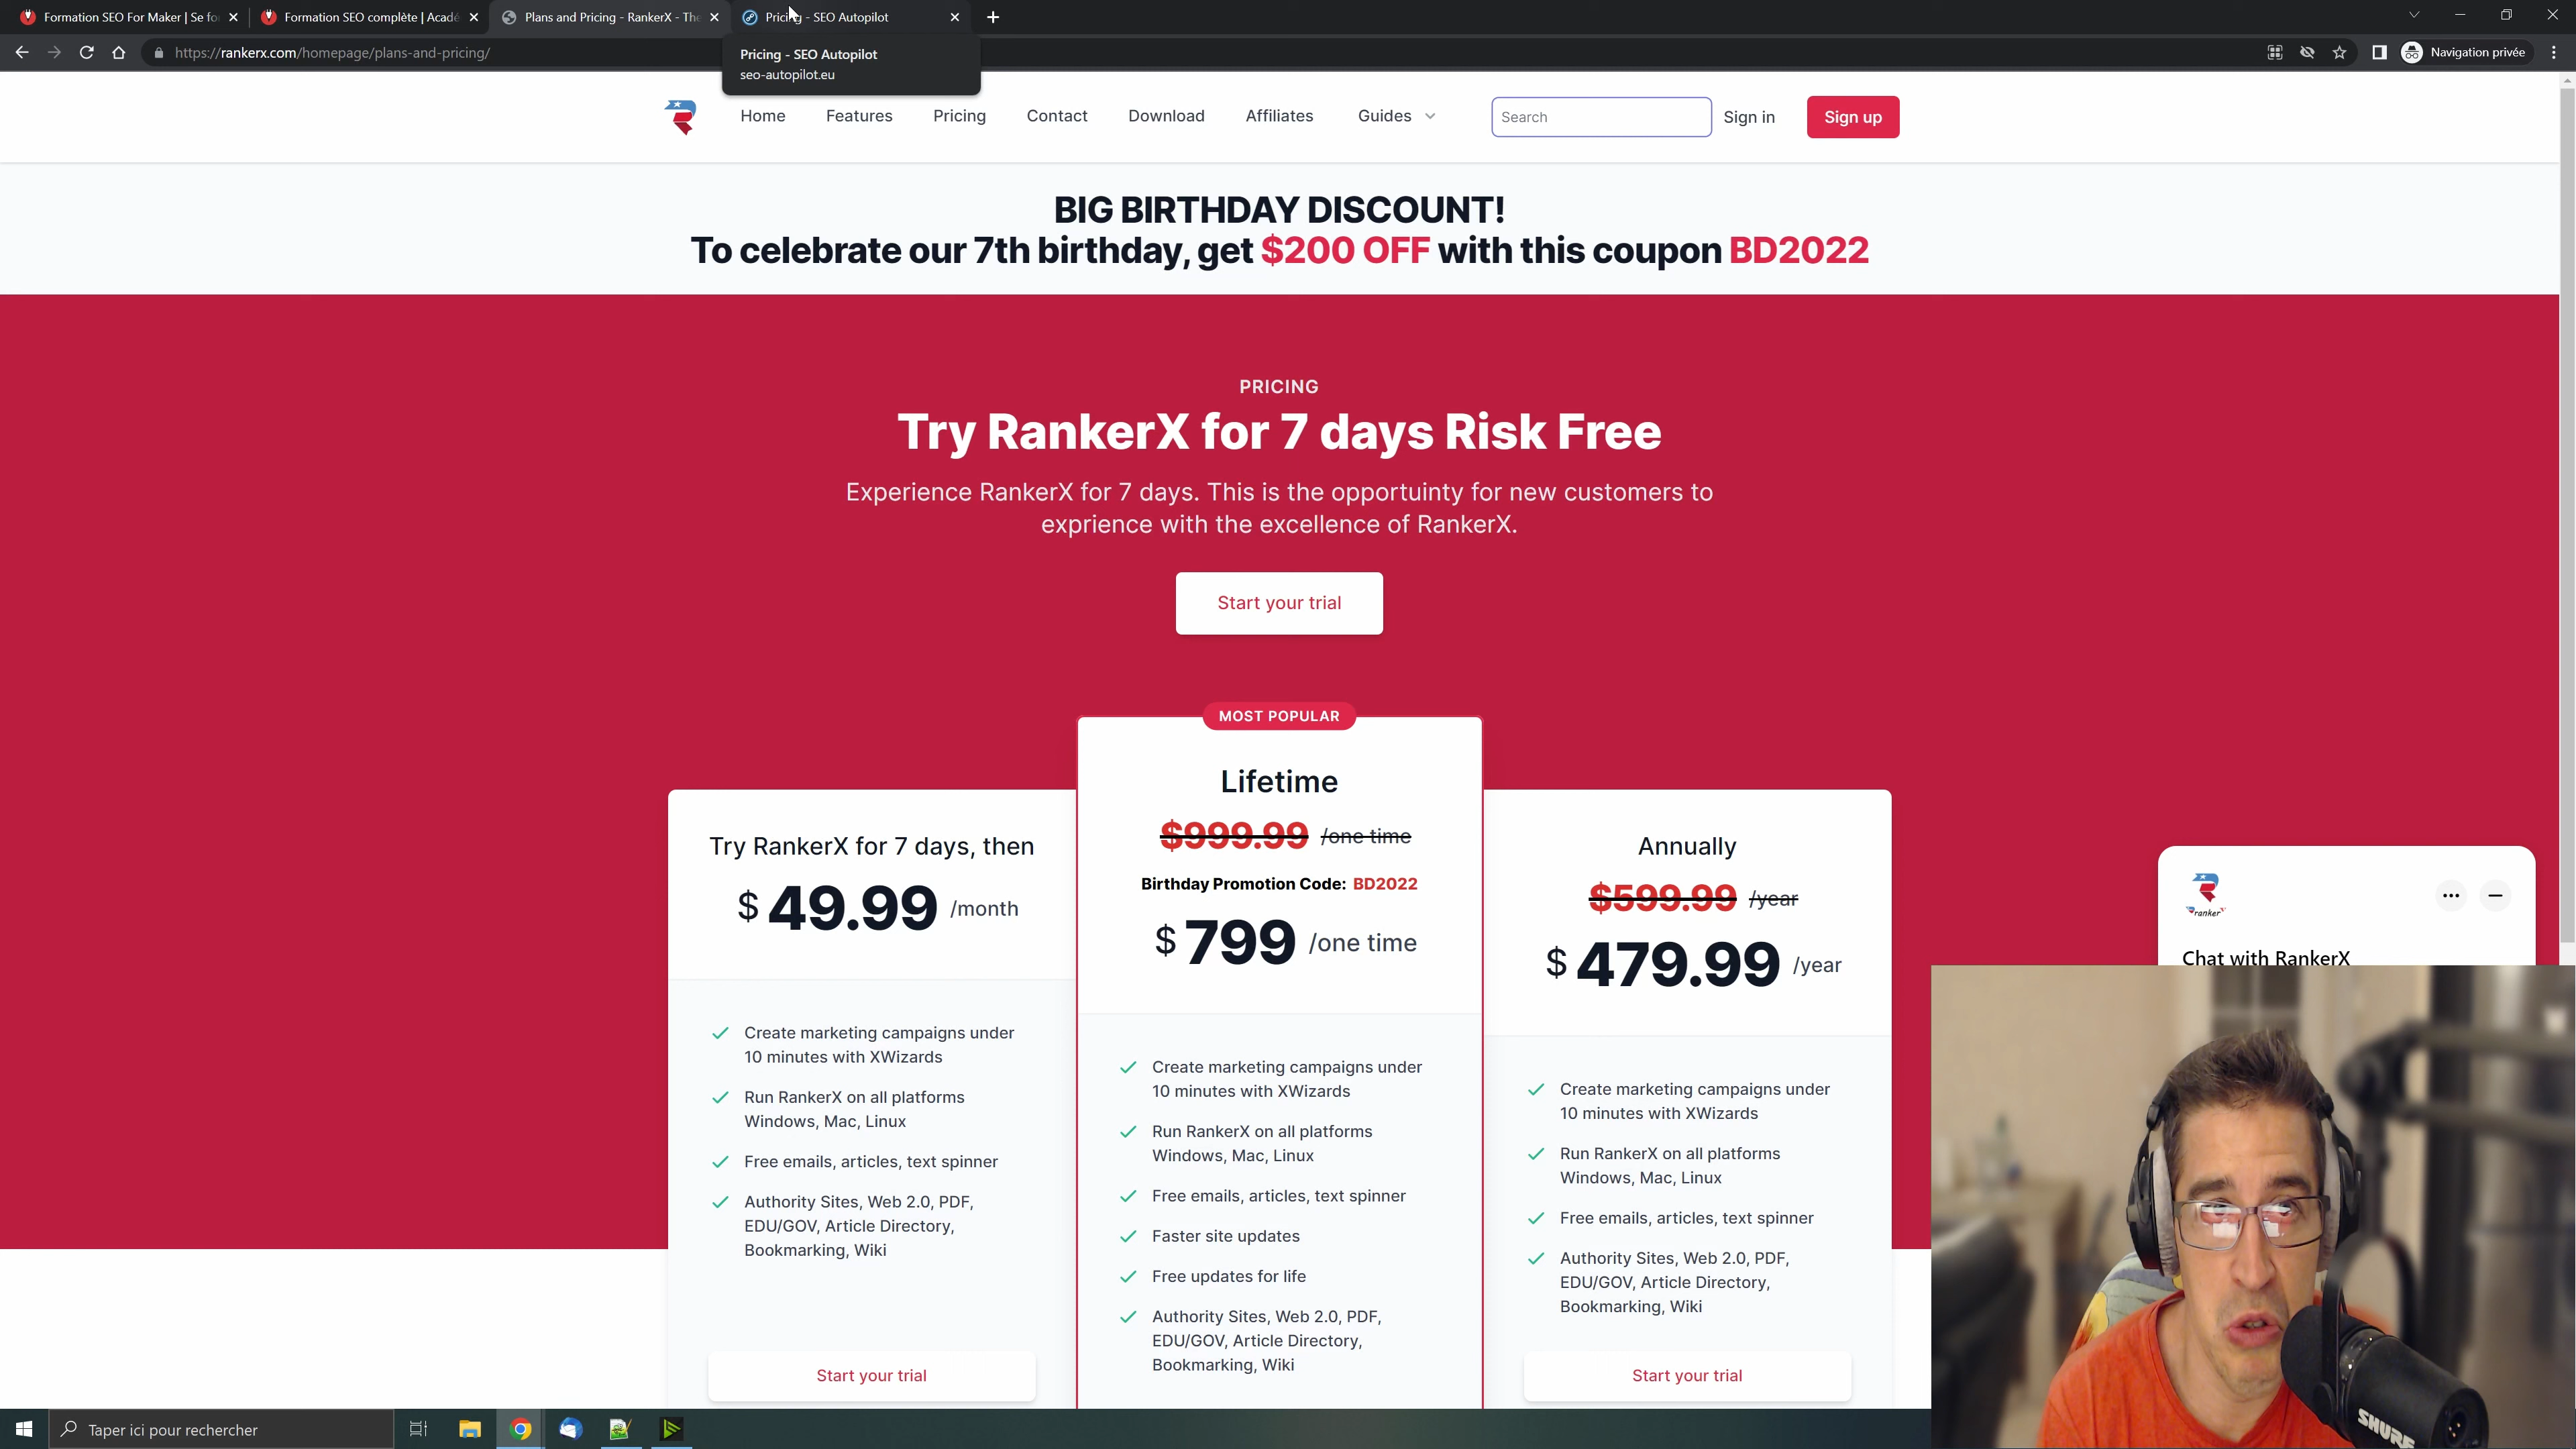 Formation SEO For Maker | Se fo
Formation SEO complète | Acadé
Plans and Pricing - RankerX - The
Pricing - SEO Autopilot
https://rankerx.com/homepage/plans-and-pricing/
Navigation privée
Pricing - SEO Autopilot
seo-autopilot.eu
Home
Features
Pricing
Contact
Download
Affiliates
Guides
Search
Sign in
Sign up
BIG BIRTHDAY DISCOUNT!
To celebrate our 7th birthday, get $200 OFF with this coupon BD2022
PRICING
Try RankerX for 7 days Risk Free
Experience RankerX for 7 days. This is the opportuinty for new customers to
exprience with the excellence of RankerX.
Start your trial
Try RankerX for 7 days, then
$ 49.99 /month
Create marketing campaigns under
10 minutes with XWizards
Run RankerX on all platforms
Windows, Mac, Linux
Free emails, articles, text spinner
Authority Sites, Web 2.0, PDF,
EDU/GOV, Article Directory,
Bookmarking, Wiki
Start your trial
MOST POPULAR
Lifetime
$999.99 /one time
Birthday Promotion Code: BD2022
$ 799 /one time
Create marketing campaigns under
10 minutes with XWizards
Run RankerX on all platforms
Windows, Mac, Linux
Free emails, articles, text spinner
Faster site updates
Free updates for life
Authority Sites, Web 2.0, PDF,
EDU/GOV, Article Directory,
Bookmarking, Wiki
Annually
$599.99 /year
$ 479.99 /year
Create marketing campaigns under
10 minutes with XWizards
Run RankerX on all platforms
Windows, Mac, Linux
Free emails, articles, text spinner
Authority Sites, Web 2.0, PDF,
EDU/GOV, Article Directory,
Bookmarking, Wiki
Start your trial
ranker
Chat with RankerX
SHURE
Taper ici pour rechercher